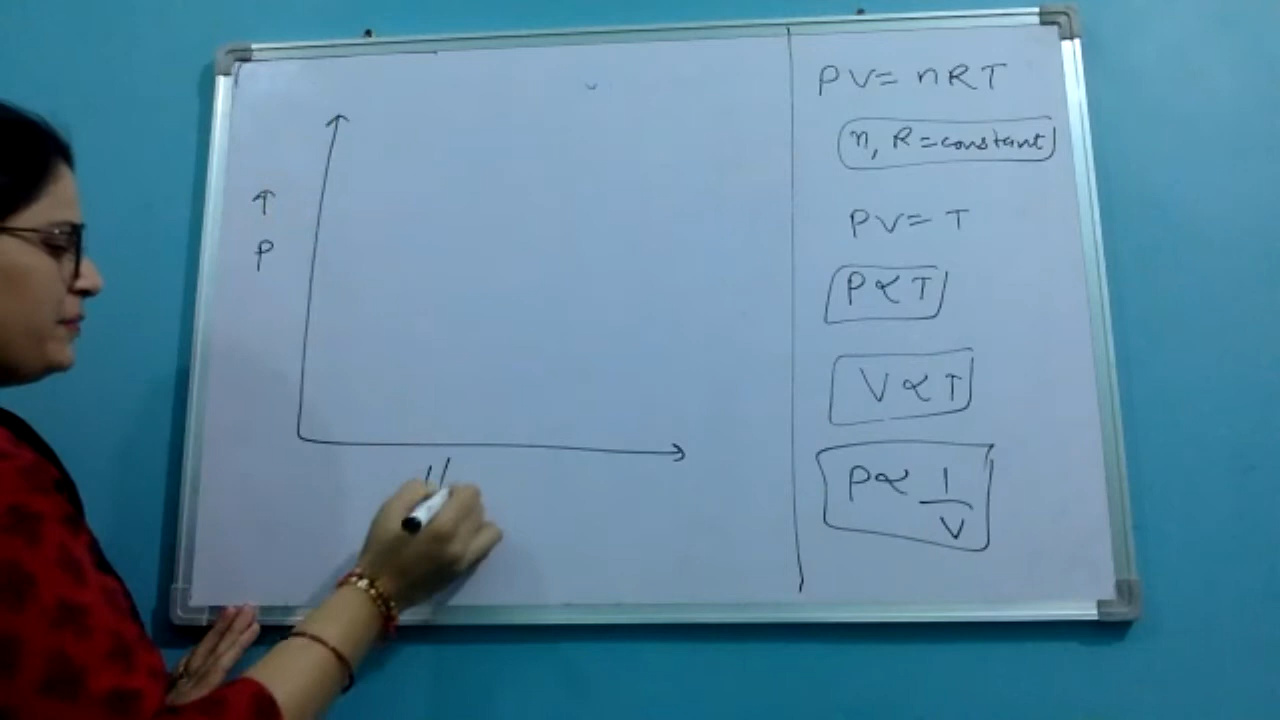 P
PV = nRT
n, R = constant
PV = T
P ∝ T
V ∝ T
P ∝ 1/V